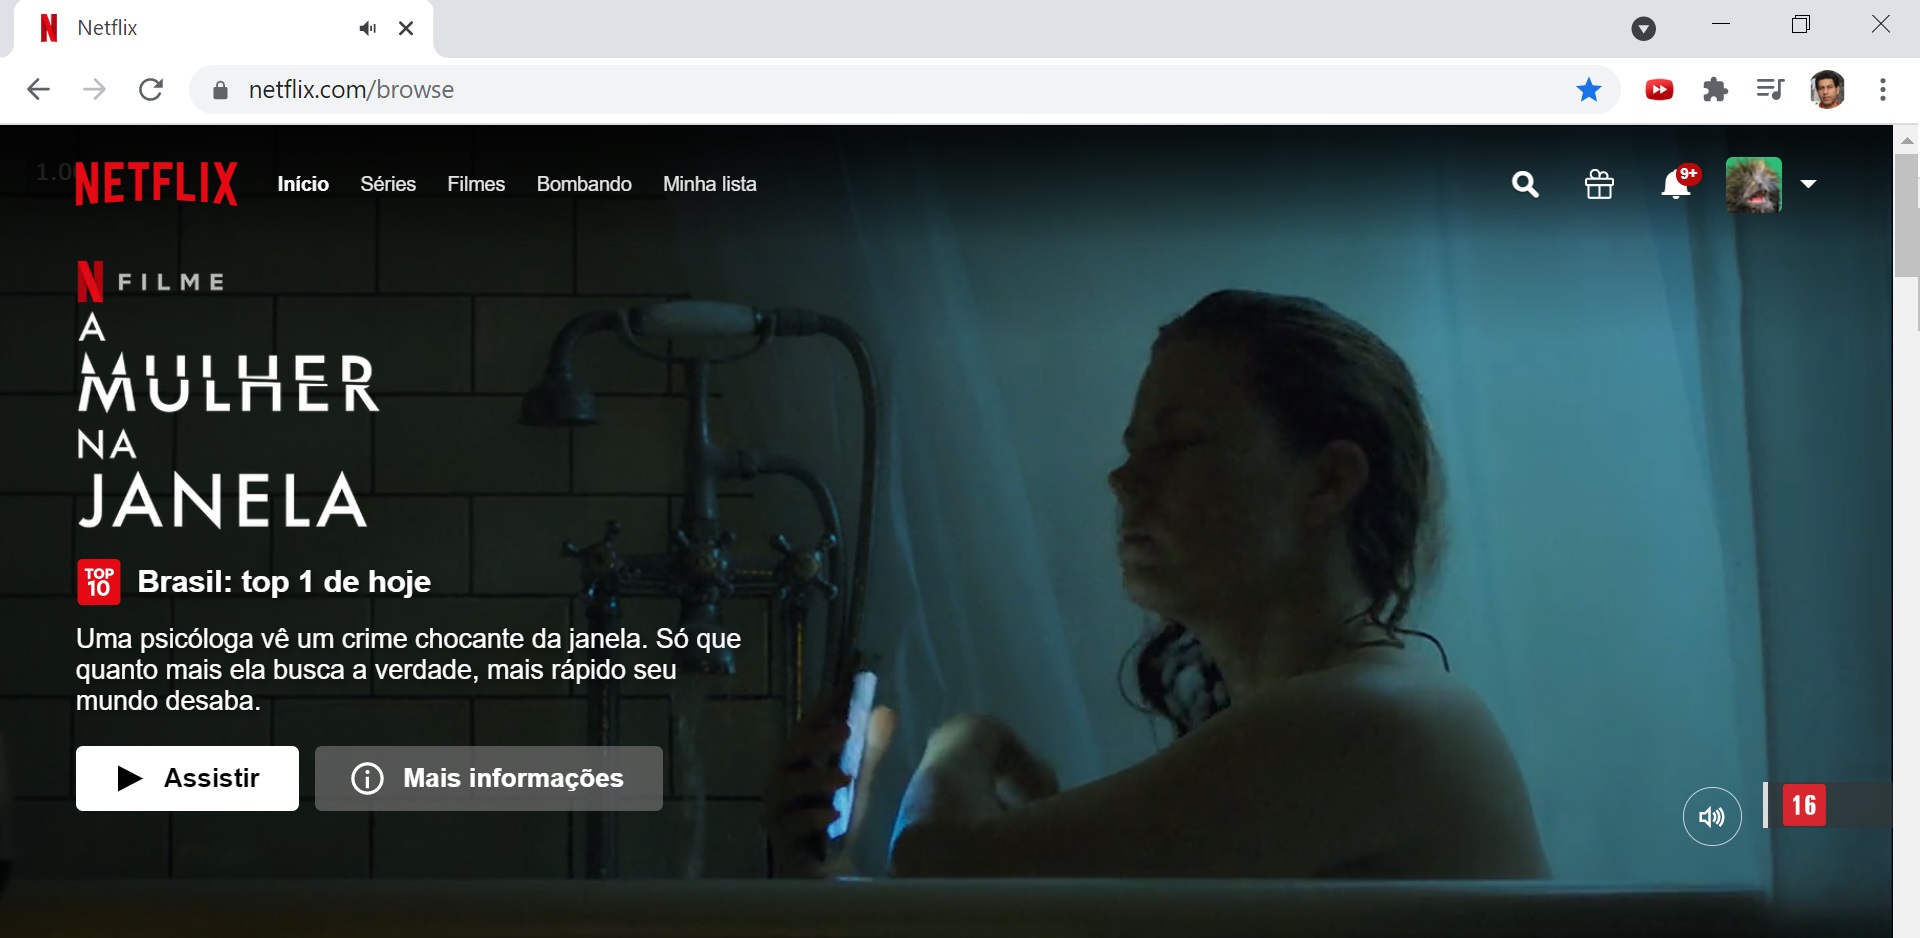 Netflix
netflix.com/browse
1.0
NETFLIX
Início Séries Filmes Bombando Minha lista
9+
N FILME
A
MULHER
NA
JANELA
TOP
10
Brasil: top 1 de hoje
Uma psicóloga vê um crime chocante da janela. Só que
quanto mais ela busca a verdade, mais rápido seu
mundo desaba.
Assistir
Mais informações
16